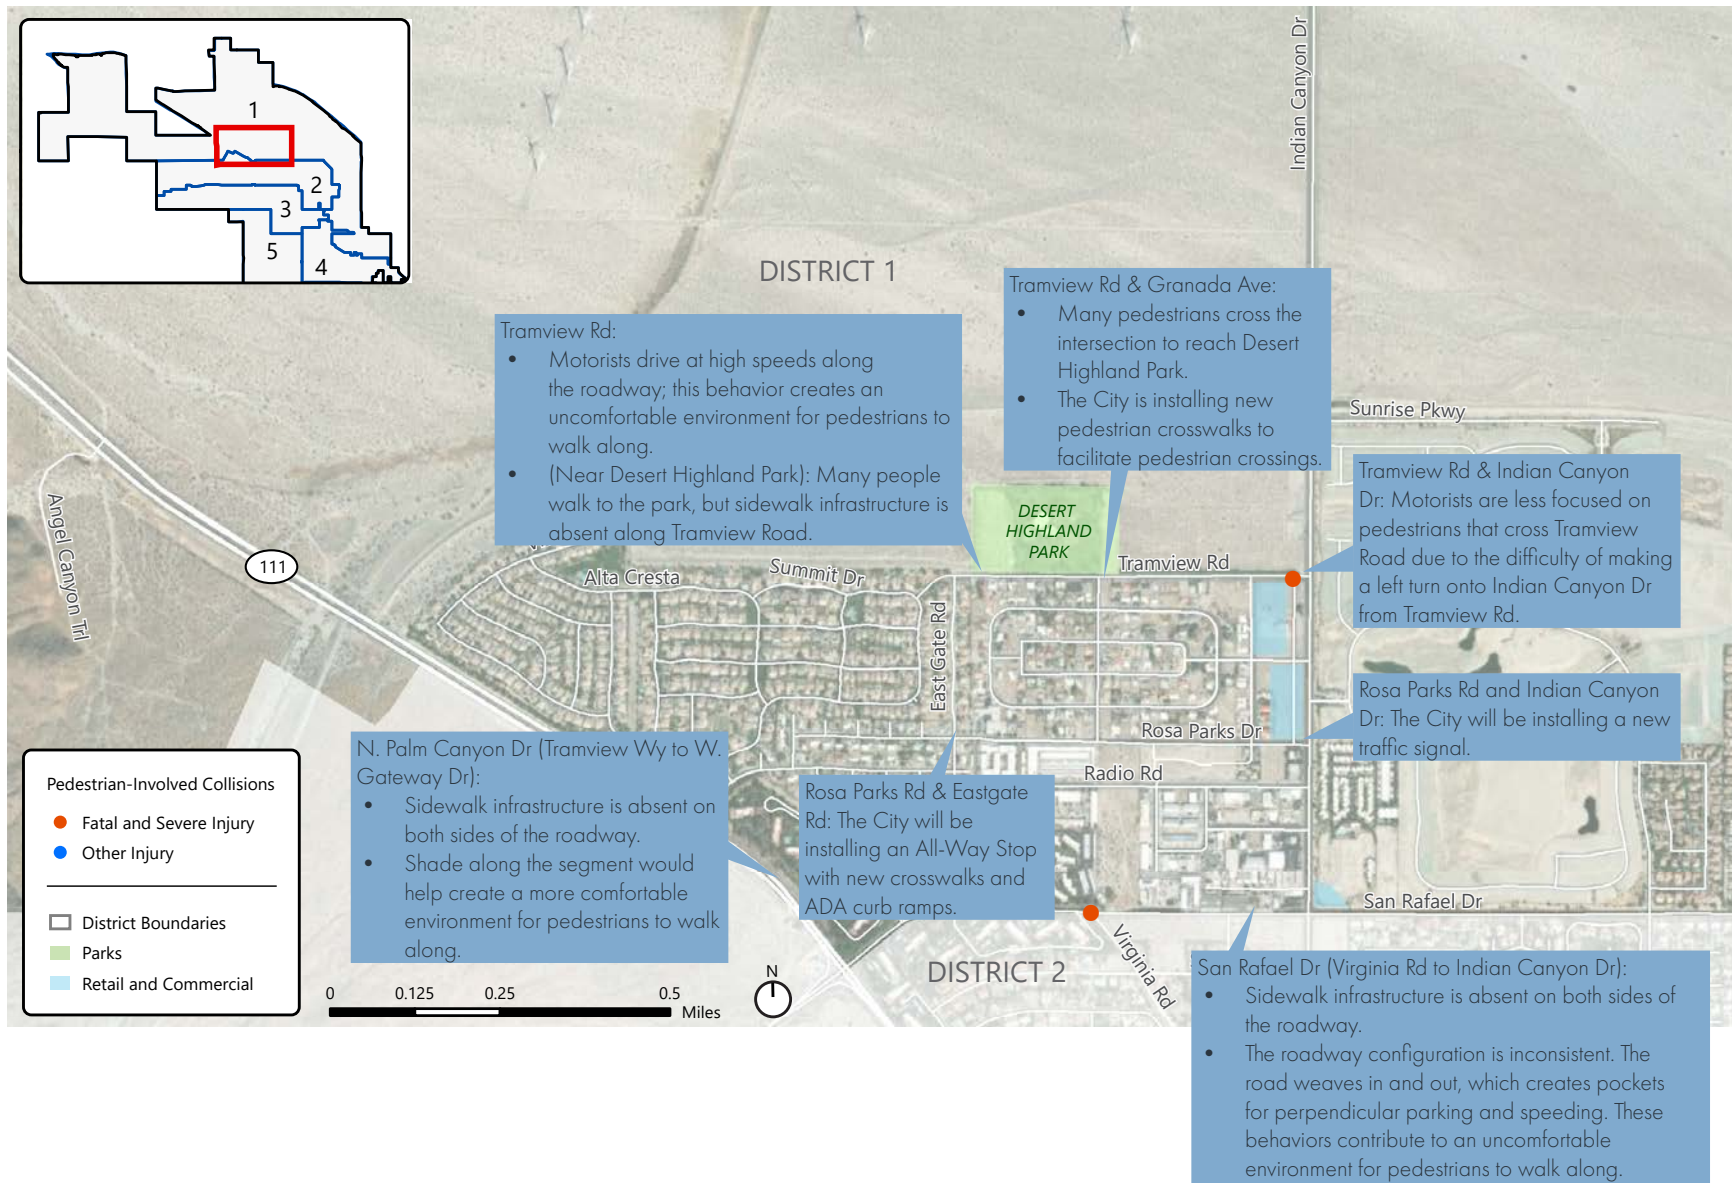 1
2
3
5
4
Indian Canyon Dr
DISTRICT 1
Tramview Rd & Granada Ave:
• Many pedestrians cross the
intersection to reach Desert
Highland Park.
• The City is installing new
pedestrian crosswalks to
facilitate pedestrian crossings.
Tramview Rd:
• Motorists drive at high speeds along
the roadway; this behavior creates an
uncomfortable environment for pedestrians to
walk along.
• (Near Desert Highland Park): Many people
walk to the park, but sidewalk infrastructure is
absent along Tramview Road.
Sunrise Pkwy
Tramview Rd & Indian Canyon
Dr: Motorists are less focused on
pedestrians that cross Tramview
Road due to the difficulty of making
a left turn onto Indian Canyon Dr
from Tramview Rd.
DESERT
HIGHLAND
PARK
Angel Canyon Trl
111
Alta Cresta
Summit Dr
Tramview Rd
East Gate Rd
Rosa Parks Dr
Rosa Parks Rd and Indian Canyon
Dr: The City will be installing a new
traffic signal.
Radio Rd
N. Palm Canyon Dr (Tramview Wy to W.
Gateway Dr):
• Sidewalk infrastructure is absent on
both sides of the roadway.
• Shade along the segment would
help create a more comfortable
environment for pedestrians to walk
along.
Rosa Parks Rd & Eastgate
Rd: The City will be
installing an All-Way Stop
with new crosswalks and
ADA curb ramps.
San Rafael Dr
Virginia Rd
DISTRICT 2
Pedestrian-Involved Collisions
Fatal and Severe Injury
Other Injury
District Boundaries
Parks
Retail and Commercial
0 0.125 0.25 0.5
Miles
N
San Rafael Dr (Virginia Rd to Indian Canyon Dr):
• Sidewalk infrastructure is absent on both sides of
the roadway.
• The roadway configuration is inconsistent. The
road weaves in and out, which creates pockets
for perpendicular parking and speeding. These
behaviors contribute to an uncomfortable
environment for pedestrians to walk along.